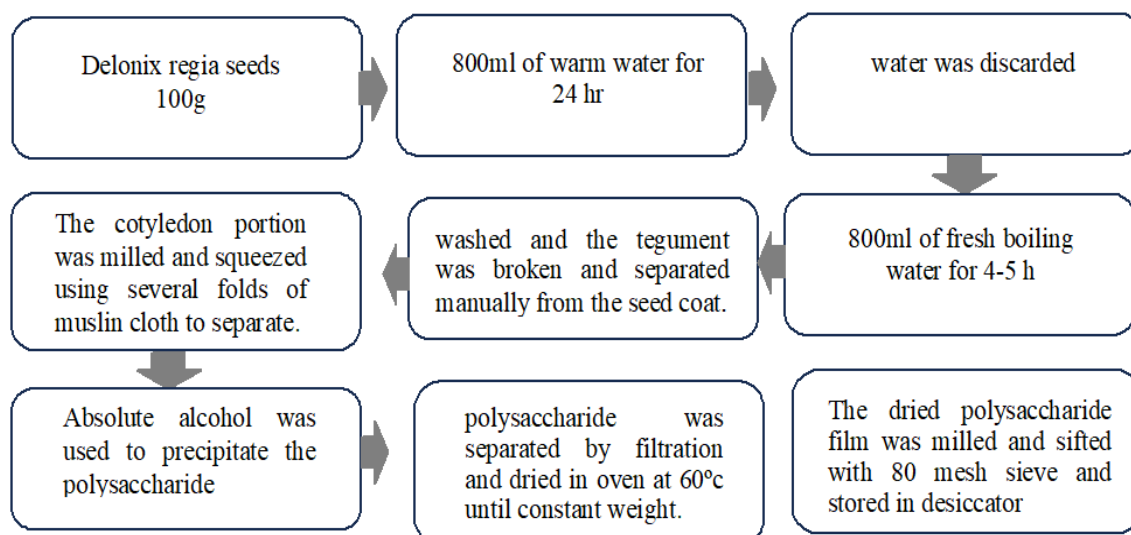 Delonix regia seeds
100g
800ml of warm water for
24 hr
water was discarded
800ml of fresh boiling
water for 4-5 h
washed and the tegument
was broken and separated
manually from the seed coat.
The cotyledon portion
was milled and squeezed
using several folds of
muslin cloth to separate.
Absolute alcohol was
used to precipitate the
polysaccharide
polysaccharide was
separated by filtration
and dried in oven at 60ºc
until constant weight.
The dried polysaccharide
film was milled and sifted
with 80 mesh sieve and
stored in desiccator